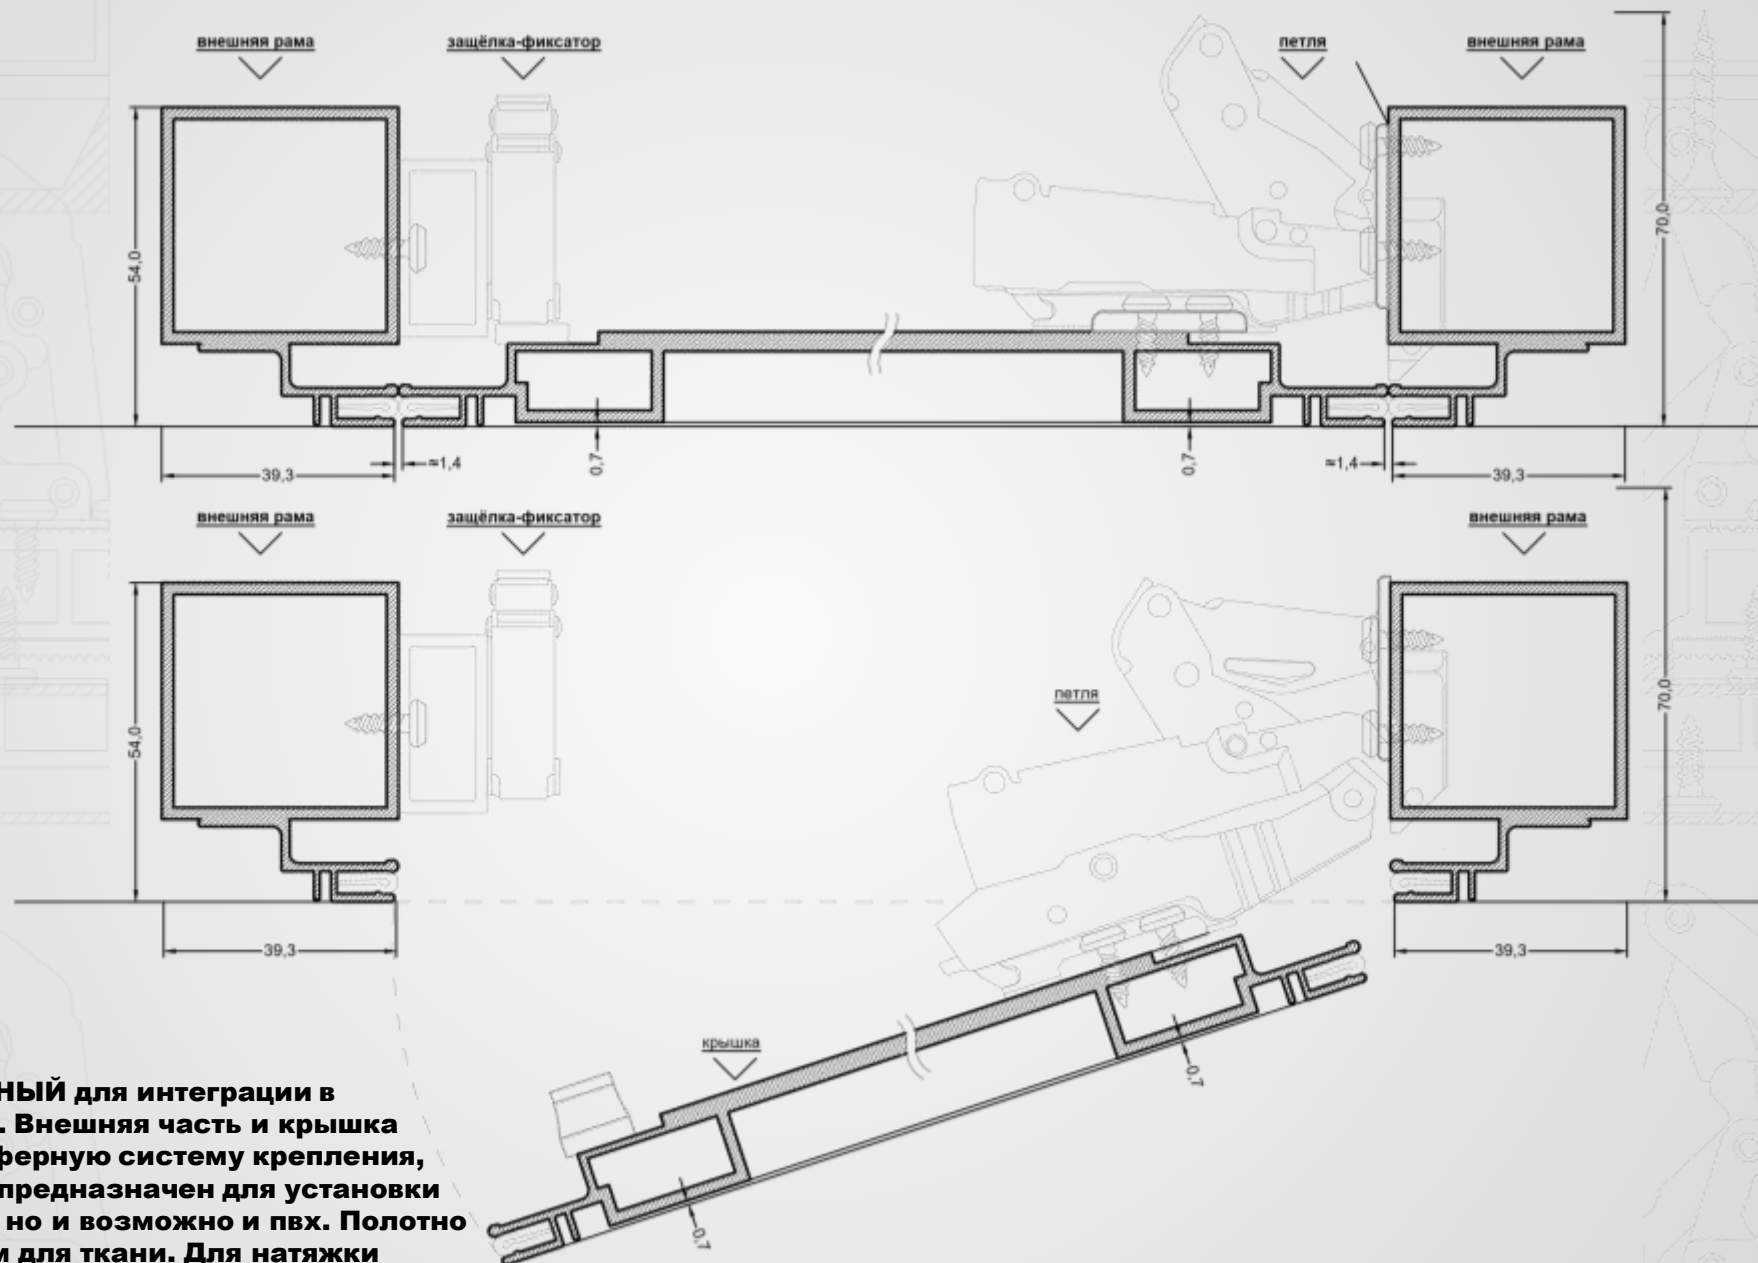 внешняя рама
защёлка-фиксатор
петля
внешняя рама
54,0
70,0
39,3
≈1,4
0,7
0,7
≈1,4
39,3
внешняя рама
защёлка-фиксатор
внешняя рама
54,0
петля
70,0
39,3
39,3
крышка
0,7
0,7
НЫЙ для интеграции в
. Внешняя часть и крышка
ферную систему крепления,
предназначен для установки
но и возможно и пвх. Полотно
м для ткани. Для натяжки